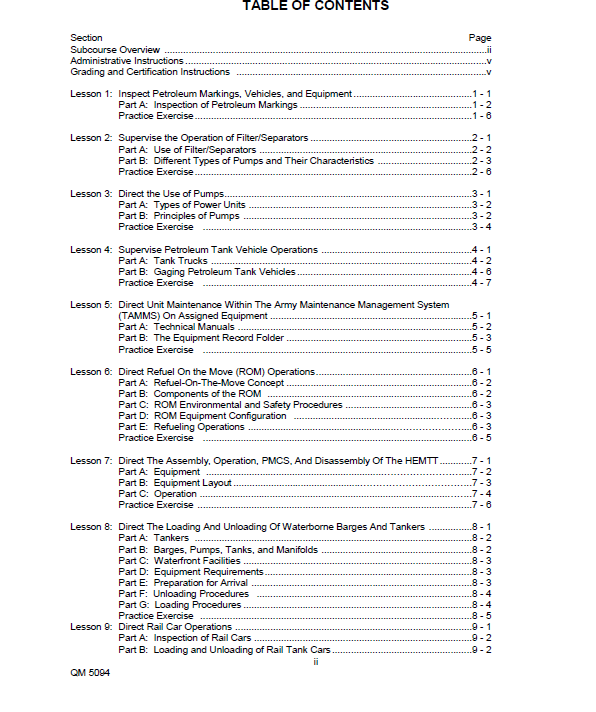 TABLE OF CONTENTS
Section Page
Subcourse Overview ........ii
Administrative Instructions ........v
Grading and Certification Instructions ........v
Lesson 1: Inspect Petroleum Markings, Vehicles, and Equipment ........1 - 1
Part A: Inspection of Petroleum Markings ........1 - 2
Practice Exercise ........1 - 6
Lesson 2: Supervise the Operation of Filter/Separators ........2 - 1
Part A: Use of Filter/Separators ........2 - 2
Part B: Different Types of Pumps and Their Characteristics ........2 - 3
Practice Exercise ........2 - 6
Lesson 3: Direct the Use of Pumps ........3 - 1
Part A: Types of Power Units ........3 - 2
Part B: Principles of Pumps ........3 - 2
Practice Exercise ........3 - 4
Lesson 4: Supervise Petroleum Tank Vehicle Operations ........4 - 1
Part A: Tank Trucks ........4 - 2
Part B: Gaging Petroleum Tank Vehicles ........4 - 6
Practice Exercise ........4 - 7
Lesson 5: Direct Unit Maintenance Within The Army Maintenance Management System
(TAMMS) On Assigned Equipment ........5 - 1
Part A: Technical Manuals ........5 - 2
Part B: The Equipment Record Folder ........5 - 3
Practice Exercise ........5 - 5
Lesson 6: Direct Refuel On the Move (ROM) Operations ........6 - 1
Part A: Refuel-On-The-Move Concept ........6 - 2
Part B: Components of the ROM ........6 - 2
Part C: ROM Environmental and Safety Procedures ........6 - 3
Part D: ROM Equipment Configuration ........6 - 3
Part E: Refueling Operations ........6 - 3
Practice Exercise ........6 - 5
Lesson 7: Direct The Assembly, Operation, PMCS, And Disassembly Of The HEMTT ........7 - 1
Part A: Equipment ........7 - 2
Part B: Equipment Layout ........7 - 3
Part C: Operation ........7 - 4
Practice Exercise ........7 - 6
Lesson 8: Direct The Loading And Unloading Of Waterborne Barges And Tankers ........8 - 1
Part A: Tankers ........8 - 2
Part B: Barges, Pumps, Tanks, and Manifolds ........8 - 2
Part C: Waterfront Facilities ........8 - 3
Part D: Equipment Requirements ........8 - 3
Part E: Preparation for Arrival ........8 - 3
Part F: Unloading Procedures ........8 - 4
Part G: Loading Procedures ........8 - 4
Practice Exercise ........8 - 5
Lesson 9: Direct Rail Car Operations ........9 - 1
Part A: Inspection of Rail Cars ........9 - 2
Part B: Loading and Unloading of Rail Tank Cars ........9 - 2
ii
QM 5094